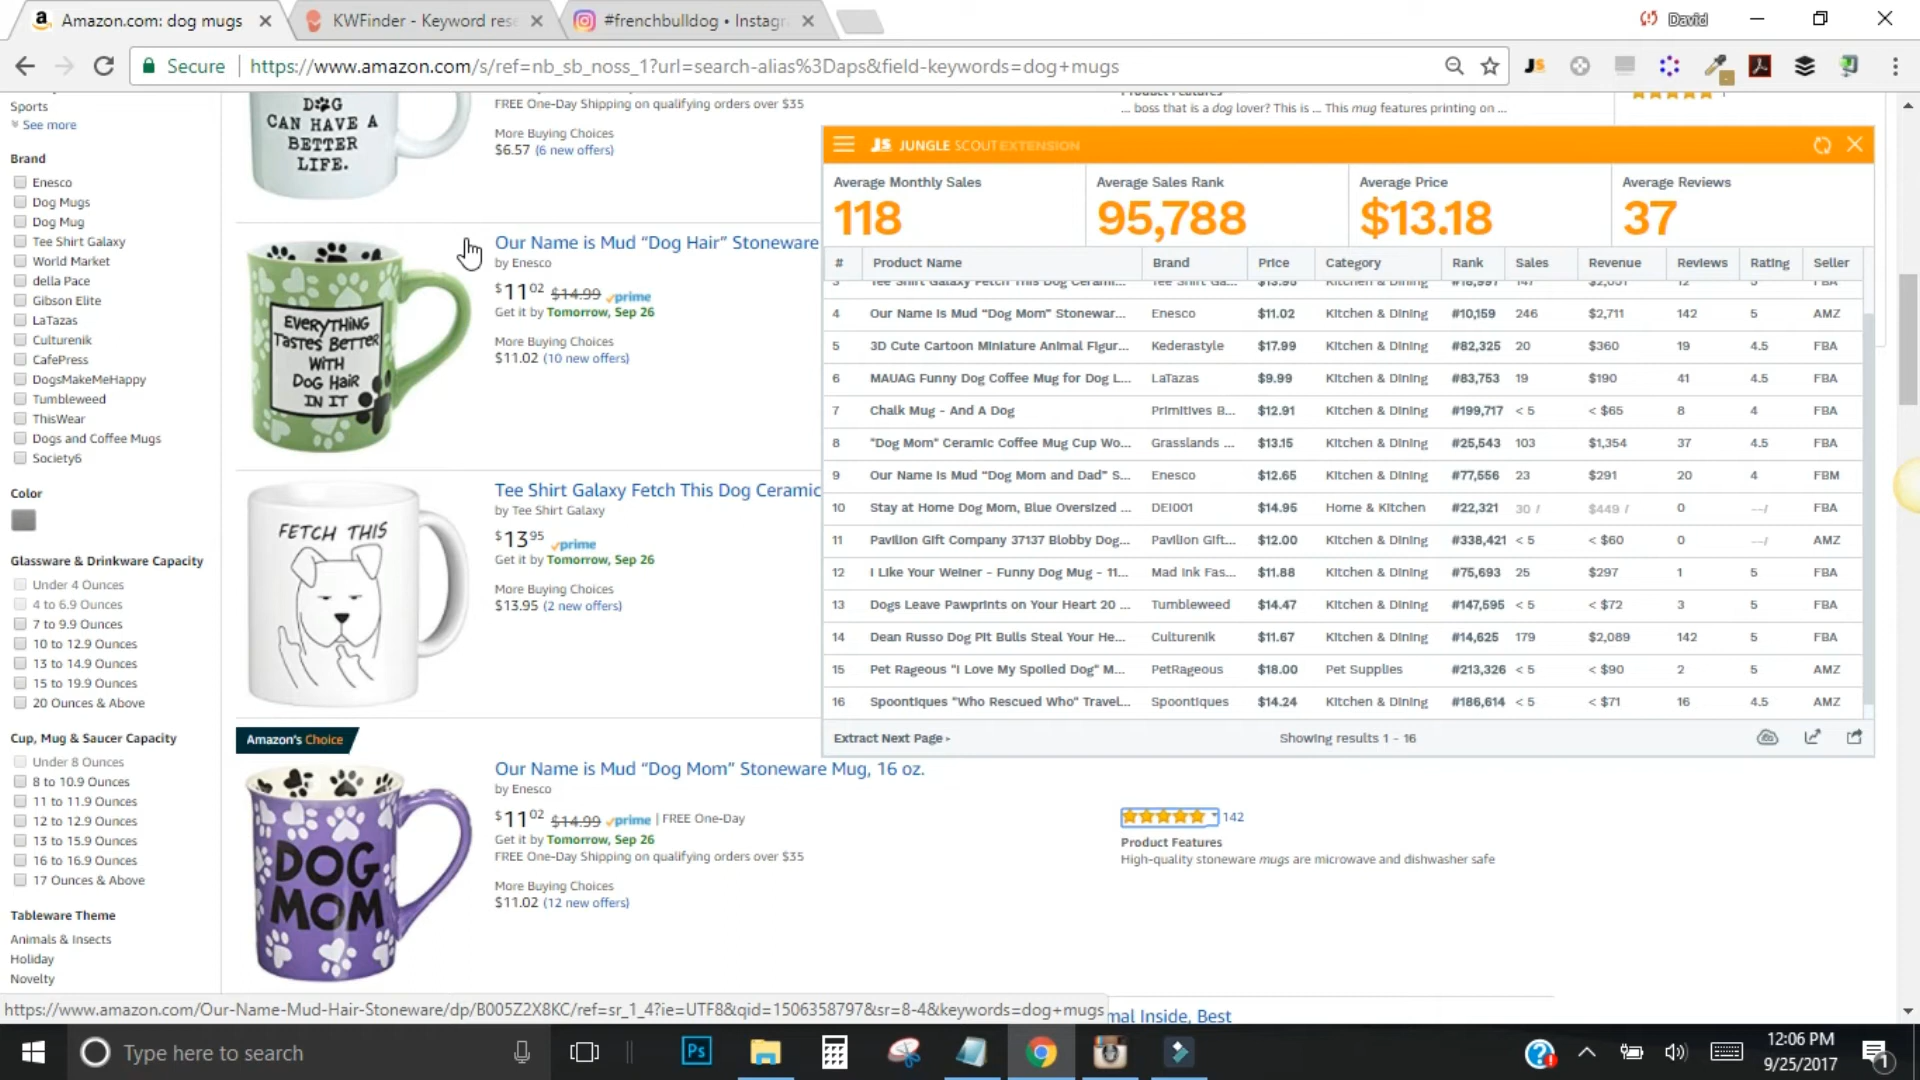 Amazon.com: dog mugs
KWFinder - Keyword rese
#frenchbulldog • Instagr
David
Secure
https://www.amazon.com/s/ref=nb_sb_noss_1?url=search-alias%3Daps&field-keywords=dog+mugs
Sports
See more
Brand
Enesco
Dog Mugs
Dog Mug
Tee Shirt Galaxy
World Market
della Pace
Gibson Elite
LaTazas
Culturenik
CafePress
DogsMakeMeHappy
Tumbleweed
ThisWear
Dogs and Coffee Mugs
Society6
Color
Glassware & Drinkware Capacity
Under 4 Ounces
4 to 6.9 Ounces
7 to 9.9 Ounces
10 to 12.9 Ounces
13 to 14.9 Ounces
15 to 19.9 Ounces
20 Ounces & Above
Cup, Mug & Saucer Capacity
Under 8 Ounces
8 to 10.9 Ounces
11 to 11.9 Ounces
12 to 12.9 Ounces
13 to 15.9 Ounces
16 to 16.9 Ounces
17 Ounces & Above
Tableware Theme
Animals & Insects
Holiday
Novelty
DOG
CAN HAVE A
BETTER
LIFE.
FREE One-Day Shipping on qualifying orders over $35
More Buying Choices
$6.57 (6 new offers)
Product Features
... boss that is a dog lover? This is ... This mug features printing on ...
EVERYTHING
TASTES BETTER
WITH
DOG HAIR
IN IT
Our Name is Mud “Dog Hair” Stoneware
by Enesco
$11 02 $14.99 prime
Get it by Tomorrow, Sep 26
More Buying Choices
$11.02 (10 new offers)
FETCH THIS
Tee Shirt Galaxy Fetch This Dog Ceramic
by Tee Shirt Galaxy
$13 95 prime
Get it by Tomorrow, Sep 26
More Buying Choices
$13.95 (2 new offers)
Amazon's Choice
DOG
MOM
Our Name is Mud “Dog Mom” Stoneware Mug, 16 oz.
by Enesco
$11 02 $14.99 prime | FREE One-Day
Get it by Tomorrow, Sep 26
FREE One-Day Shipping on qualifying orders over $35
More Buying Choices
$11.02 (12 new offers)
142
Product Features
High-quality stoneware mugs are microwave and dishwasher safe
JS JUNGLE SCOUT EXTENSION
Average Monthly Sales
118
Average Sales Rank
95,788
Average Price
$13.18
Average Reviews
37
# Product Name Brand Price Category Rank Sales Revenue Reviews Rating Seller
3 Tee Shirt Galaxy Fetch This Dog Cerami... Tee Shirt Ga... $13.95 Kitchen & Dining #16,997 147 $2,051 12 5 FBA
4 Our Name is Mud “Dog Mom” Stonewar... Enesco $11.02 Kitchen & Dining #10,159 246 $2,711 142 5 AMZ
5 3D Cute Cartoon Miniature Animal Figur... Kederastyle $17.99 Kitchen & Dining #82,325 20 $360 19 4.5 FBA
6 MAUAG Funny Dog Coffee Mug for Dog L... LaTazas $9.99 Kitchen & Dining #83,753 19 $190 41 4.5 FBA
7 Chalk Mug - And A Dog Primitives B... $12.91 Kitchen & Dining #199,717 < 5 < $65 8 4 FBA
8 "Dog Mom" Ceramic Coffee Mug Cup Wo... Grasslands ... $13.15 Kitchen & Dining #25,543 103 $1,354 37 4.5 FBA
9 Our Name Is Mud “Dog Mom and Dad” S... Enesco $12.65 Kitchen & Dining #77,556 23 $291 20 4 FBM
10 Stay at Home Dog Mom, Blue Oversized ... DEI001 $14.95 Home & Kitchen #22,321 30 / $449 / 0 --/ FBA
11 Pavilion Gift Company 37137 Blobby Dog... Pavilion Gift... $12.00 Kitchen & Dining #338,421 < 5 < $60 0 --/ AMZ
12 I Like Your Weiner - Funny Dog Mug - 11... Mad Ink Fas... $11.88 Kitchen & Dining #75,693 25 $297 1 5 FBA
13 Dogs Leave Pawprints on Your Heart 20 ... Tumbleweed $14.47 Kitchen & Dining #147,595 < 5 < $72 3 5 FBA
14 Dean Russo Dog Pit Bulls Steal Your He... Culturenik $11.67 Kitchen & Dining #14,625 179 $2,089 142 5 FBA
15 Pet Rageous "I Love My Spoiled Dog" M... PetRageous $18.00 Pet Supplies #213,326 < 5 < $90 2 5 AMZ
16 Spoontiques "Who Rescued Who" Travel... Spoontiques $14.24 Kitchen & Dining #186,614 < 5 < $71 16 4.5 AMZ
Extract Next Page
Showing results 1 - 16
https://www.amazon.com/Our-Name-Mud-Hair-Stoneware/dp/B005Z2X8KC/ref=sr_1_4?ie=UTF8&qid=1506358797&sr=8-4&keywords=dog+mugs
mal Inside, Best
Type here to search
Ps
12:06 PM
9/25/2017
1